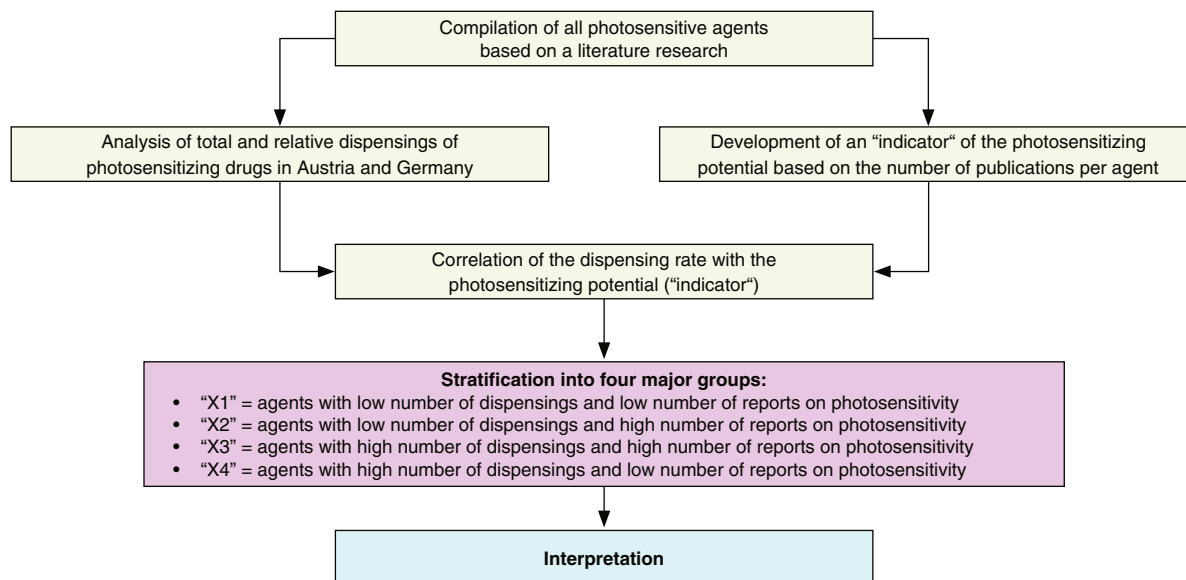 Compilation of all photosensitive agents
based on a literature research
Analysis of total and relative dispensings of
photosensitizing drugs in Austria and Germany
Development of an “indicator“ of the photosensitizing
potential based on the number of publications per agent
Correlation of the dispensing rate with the
photosensitizing potential (“indicator“)
Stratification into four major groups:
• “X1” = agents with low number of dispensings and low number of reports on photosensitivity
• “X2” = agents with low number of dispensings and high number of reports on photosensitivity
• “X3” = agents with high number of dispensings and high number of reports on photosensitivity
• “X4” = agents with high number of dispensings and low number of reports on photosensitivity
Interpretation